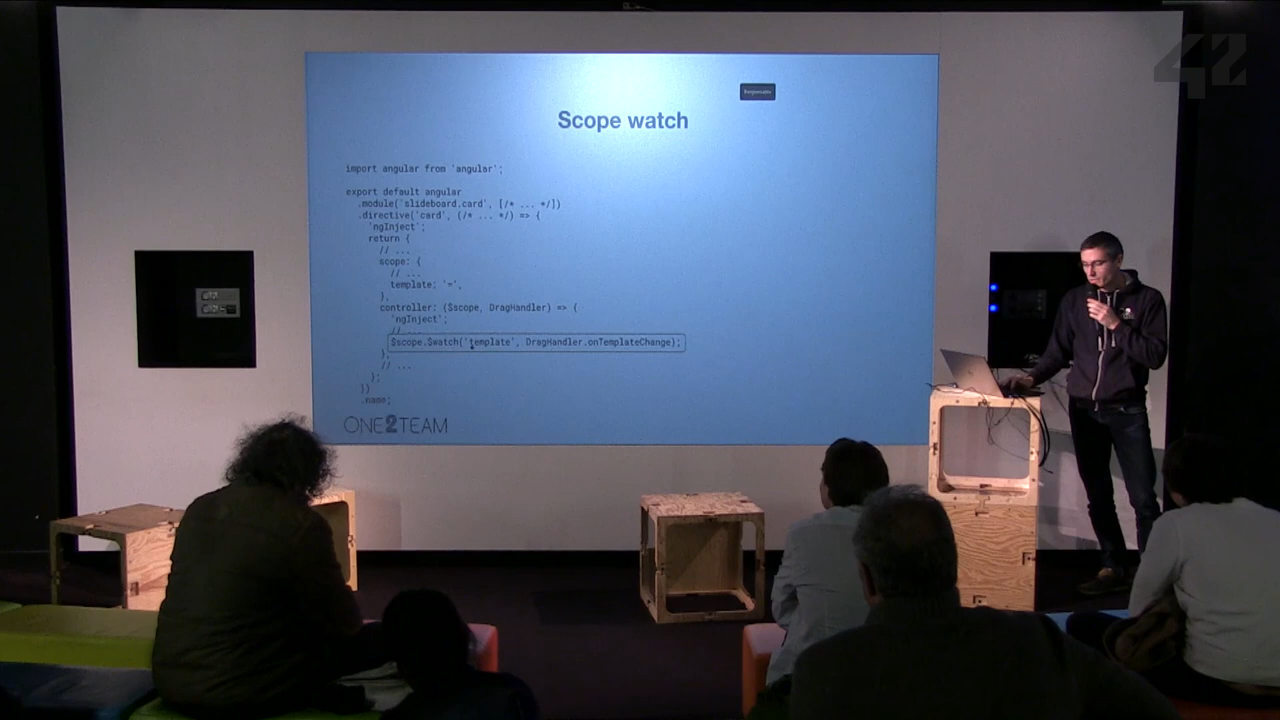 42
Responsable
Scope watch
import angular from 'angular';
export default angular
.module('slideboard.card', [/* ... */])
.directive('card', (/* ... */) => {
'ngInject';
return {
// ...
scope: {
// ...
template: '=',
},
controller: ($scope, DragHandler) => {
'ngInject';
// ...
$scope.$watch('template', DragHandler.onTemplateChange);
},
// ...
};
})
.name;
ONE2TEAM